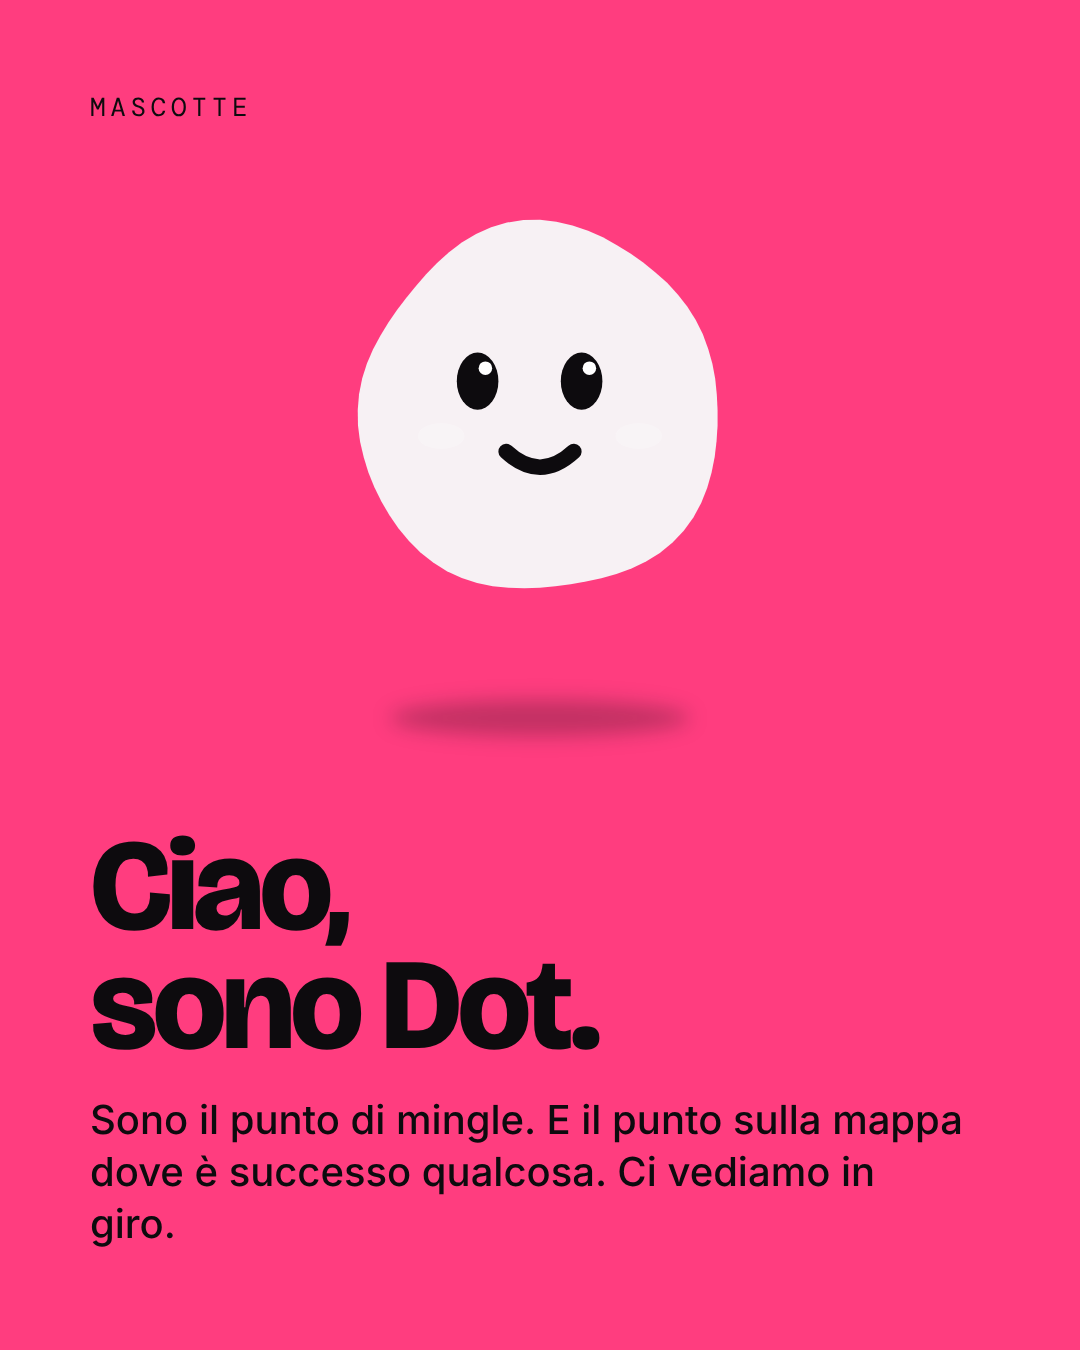 MASCOTTE
Ciao,
sono Dot.
Sono il punto di mingle. E il punto sulla mappa
dove è successo qualcosa. Ci vediamo in
giro.